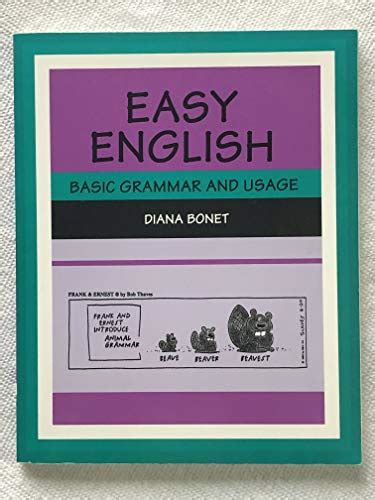 EASY
ENGLISH
BASIC GRAMMAR AND USAGE
DIANA BONET
FRANK & ERNEST © by Bob Thaves
FRANK AND
ERNEST
INTRODUCE
ANIMAL
GRAMMAR
BEAVE
BEAVER
BEAVEST